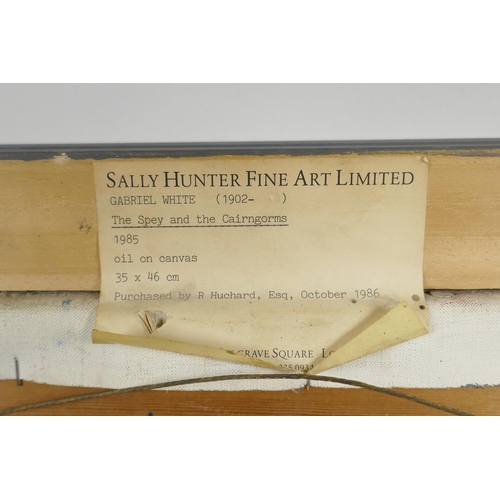 SALLY HUNTER FINE ART LIMITED
GABRIEL WHITE (1902- )
The Spey and the Cairngorms
1985
oil on canvas
35 x 46 cm
Purchased by R Huchard, Esq, October 1986
GRAVE SQUARE